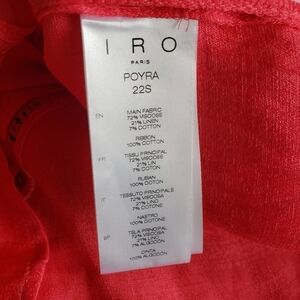 IRO
PARIS
POYRA
22S
EN
MAIN FABRIC
72% VISCOSE
21% LINEN
7% COTTON
RIBBON
100% COTTON
FR
TISSU PRINCIPAL
72% VISCOSE
21% LIN
7% COTON
RUBAN
100% COTON
IT
TESSUTO PRINCIPALE
72% VISCOSA
21% LINO
7% COTONE
NASTRO
100% COTONE
TELA PRINCIPAL
72% VISCOSA
21% LINO
7% ALGODÓN
CINTA
100% ALGODÓN